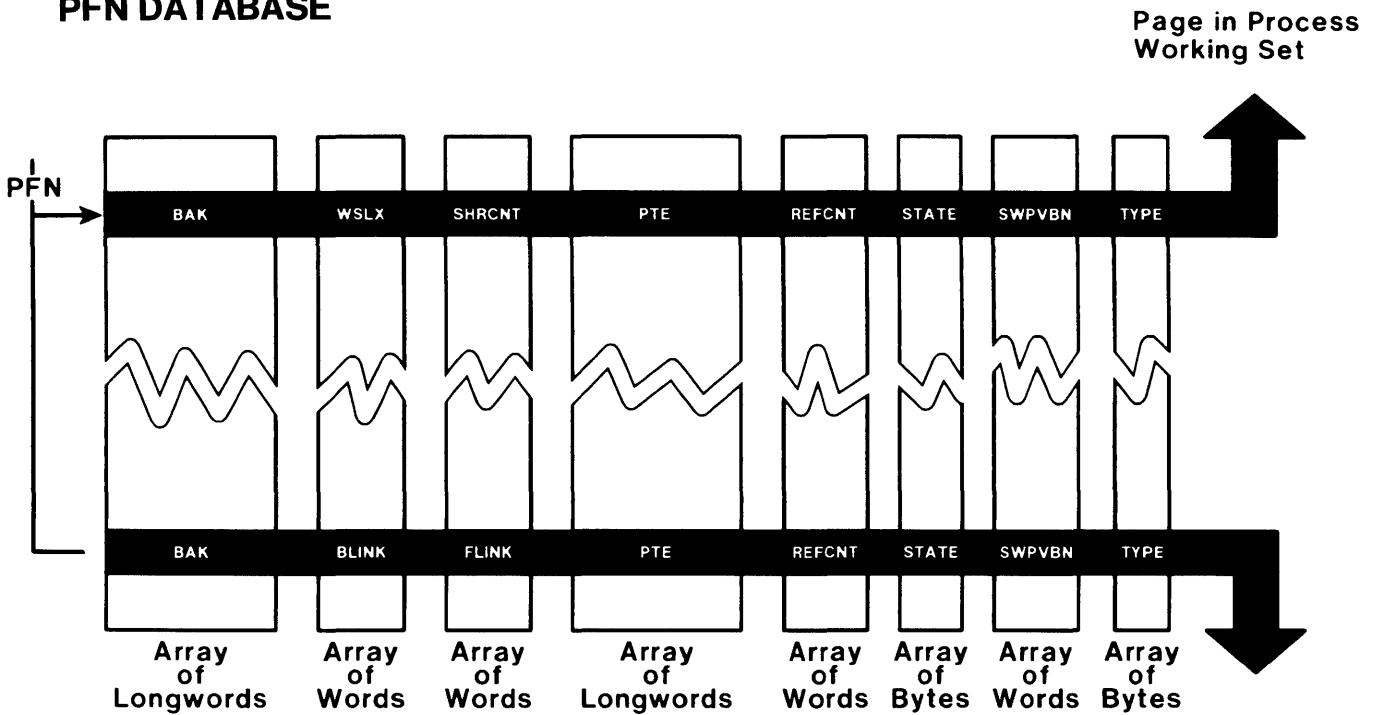 PFN DATABASE
Page in Process
Working Set
PFN
BAK WSLX SHRCNT PTE REFCNT STATE SWPVBN TYPE
BAK BLINK FLINK PTE REFCNT STATE SWPVBN TYPE
Array of Longwords
Array of Words
Array of Words
Array of Longwords
Array of Words
Array of Bytes
Array of Words
Array of Bytes